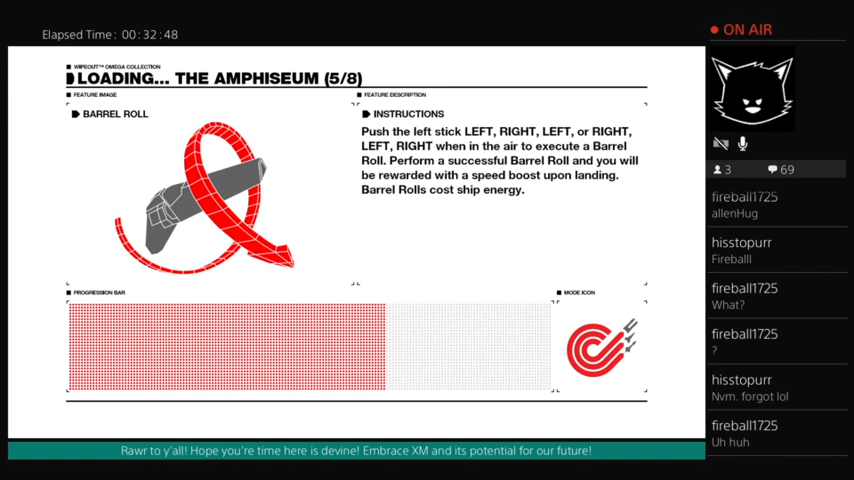 Elapsed Time : 00:32:48
ON AIR
WIPEOUT™ OMEGA COLLECTION
LOADING... THE AMPHISEUM (5/8)
FEATURE IMAGE
FEATURE DESCRIPTION
BARREL ROLL
INSTRUCTIONS
Push the left stick LEFT, RIGHT, LEFT, or RIGHT,
LEFT, RIGHT when in the air to execute a Barrel
Roll. Perform a successful Barrel Roll and you will
be rewarded with a speed boost upon landing.
Barrel Rolls cost ship energy.
PROGRESSION BAR
MODE ICON
3
69
fireball1725
allenHug
hisstopurr
Fireballl
fireball1725
What?
fireball1725
?
hisstopurr
Nvm. forgot lol
fireball1725
Uh huh
Rawr to y'all! Hope you're time here is devine! Embrace XM and its potential for our future!